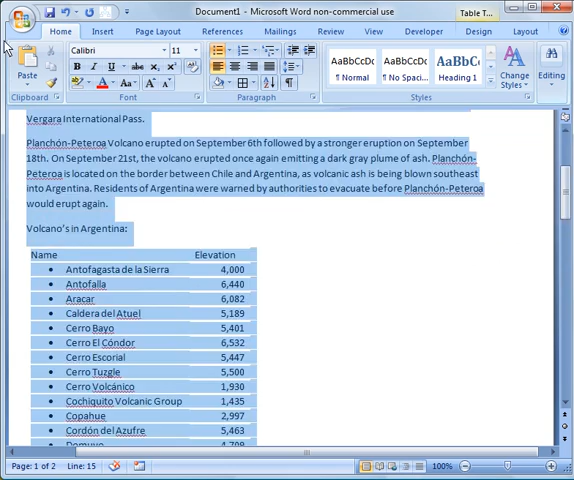 Document1 - Microsoft Word non-commercial use
Table T...
Home
Insert
Page Layout
References
Mailings
Review
View
Developer
Design
Layout
Paste
Clipboard
Calibri
11
B I U abc x₂ x²
Font
Paragraph
AaBbCcDc
¶ Normal
AaBbCcDc
¶ No Spaci...
AaBbC
Heading 1
Change
Styles
Styles
Editing
Vergara International Pass.
Planchón-Peteroa Volcano erupted on September 6th followed by a stronger eruption on September
18th. On September 21st, the volcano erupted once again emitting a dark gray plume of ash. Planchón-
Peteroa is located on the border between Chile and Argentina, as volcanic ash is being blown southeast
into Argentina. Residents of Argentina were warned by authorities to evacuate before Planchón-Peteroa
would erupt again.
Volcano's in Argentina:
Name Elevation
• Antofagasta de la Sierra 4,000
• Antofalla 6,440
• Aracar 6,082
• Caldera del Atuel 5,189
• Cerro Bayo 5,401
• Cerro El Cóndor 6,532
• Cerro Escorial 5,447
• Cerro Tuzgle 5,500
• Cerro Volcánico 1,930
• Cochiquito Volcanic Group 1,435
• Copahue 2,997
• Cordón del Azufre 5,463
• Domuyo 4,709
Page: 1 of 2
Line: 15
100%